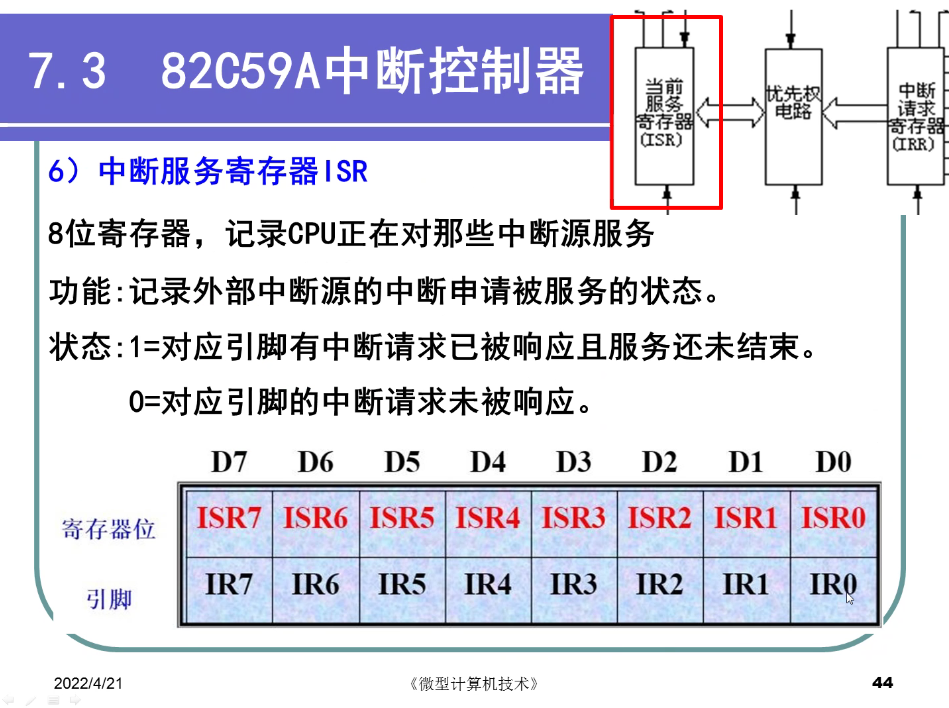 7.3 82C59A中断控制器
当前
服务
寄存器
(ISR)
优先权
电路
中断
请求
寄存器
(IRR)
6）中断服务寄存器ISR
8位寄存器，记录CPU正在对那些中断源服务
功能:记录外部中断源的中断申请被服务的状态。
状态:1=对应引脚有中断请求已被响应且服务还未结束。
0=对应引脚的中断请求未被响应。
D7 D6 D5 D4 D3 D2 D1 D0
寄存器位 ISR7 ISR6 ISR5 ISR4 ISR3 ISR2 ISR1 ISR0
引脚 IR7 IR6 IR5 IR4 IR3 IR2 IR1 IR0
2022/4/21 《微型计算机技术》 44